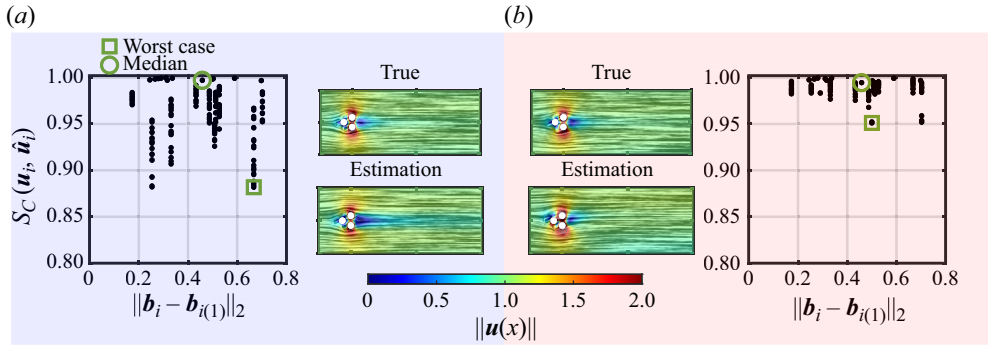 (a)
(b)
Worst case
Median
1.00
0.95
0.90
0.85
0.80
S_C(u_i, û_i)
0
0.2
0.4
0.6
0.8
||b_i − b_i(1)||_2
True
Estimation
True
Estimation
0
0.5
1.0
1.5
2.0
||u(x)||
1.00
0.95
0.90
0.85
0.80
0
0.2
0.4
0.6
0.8
||b_i − b_i(1)||_2